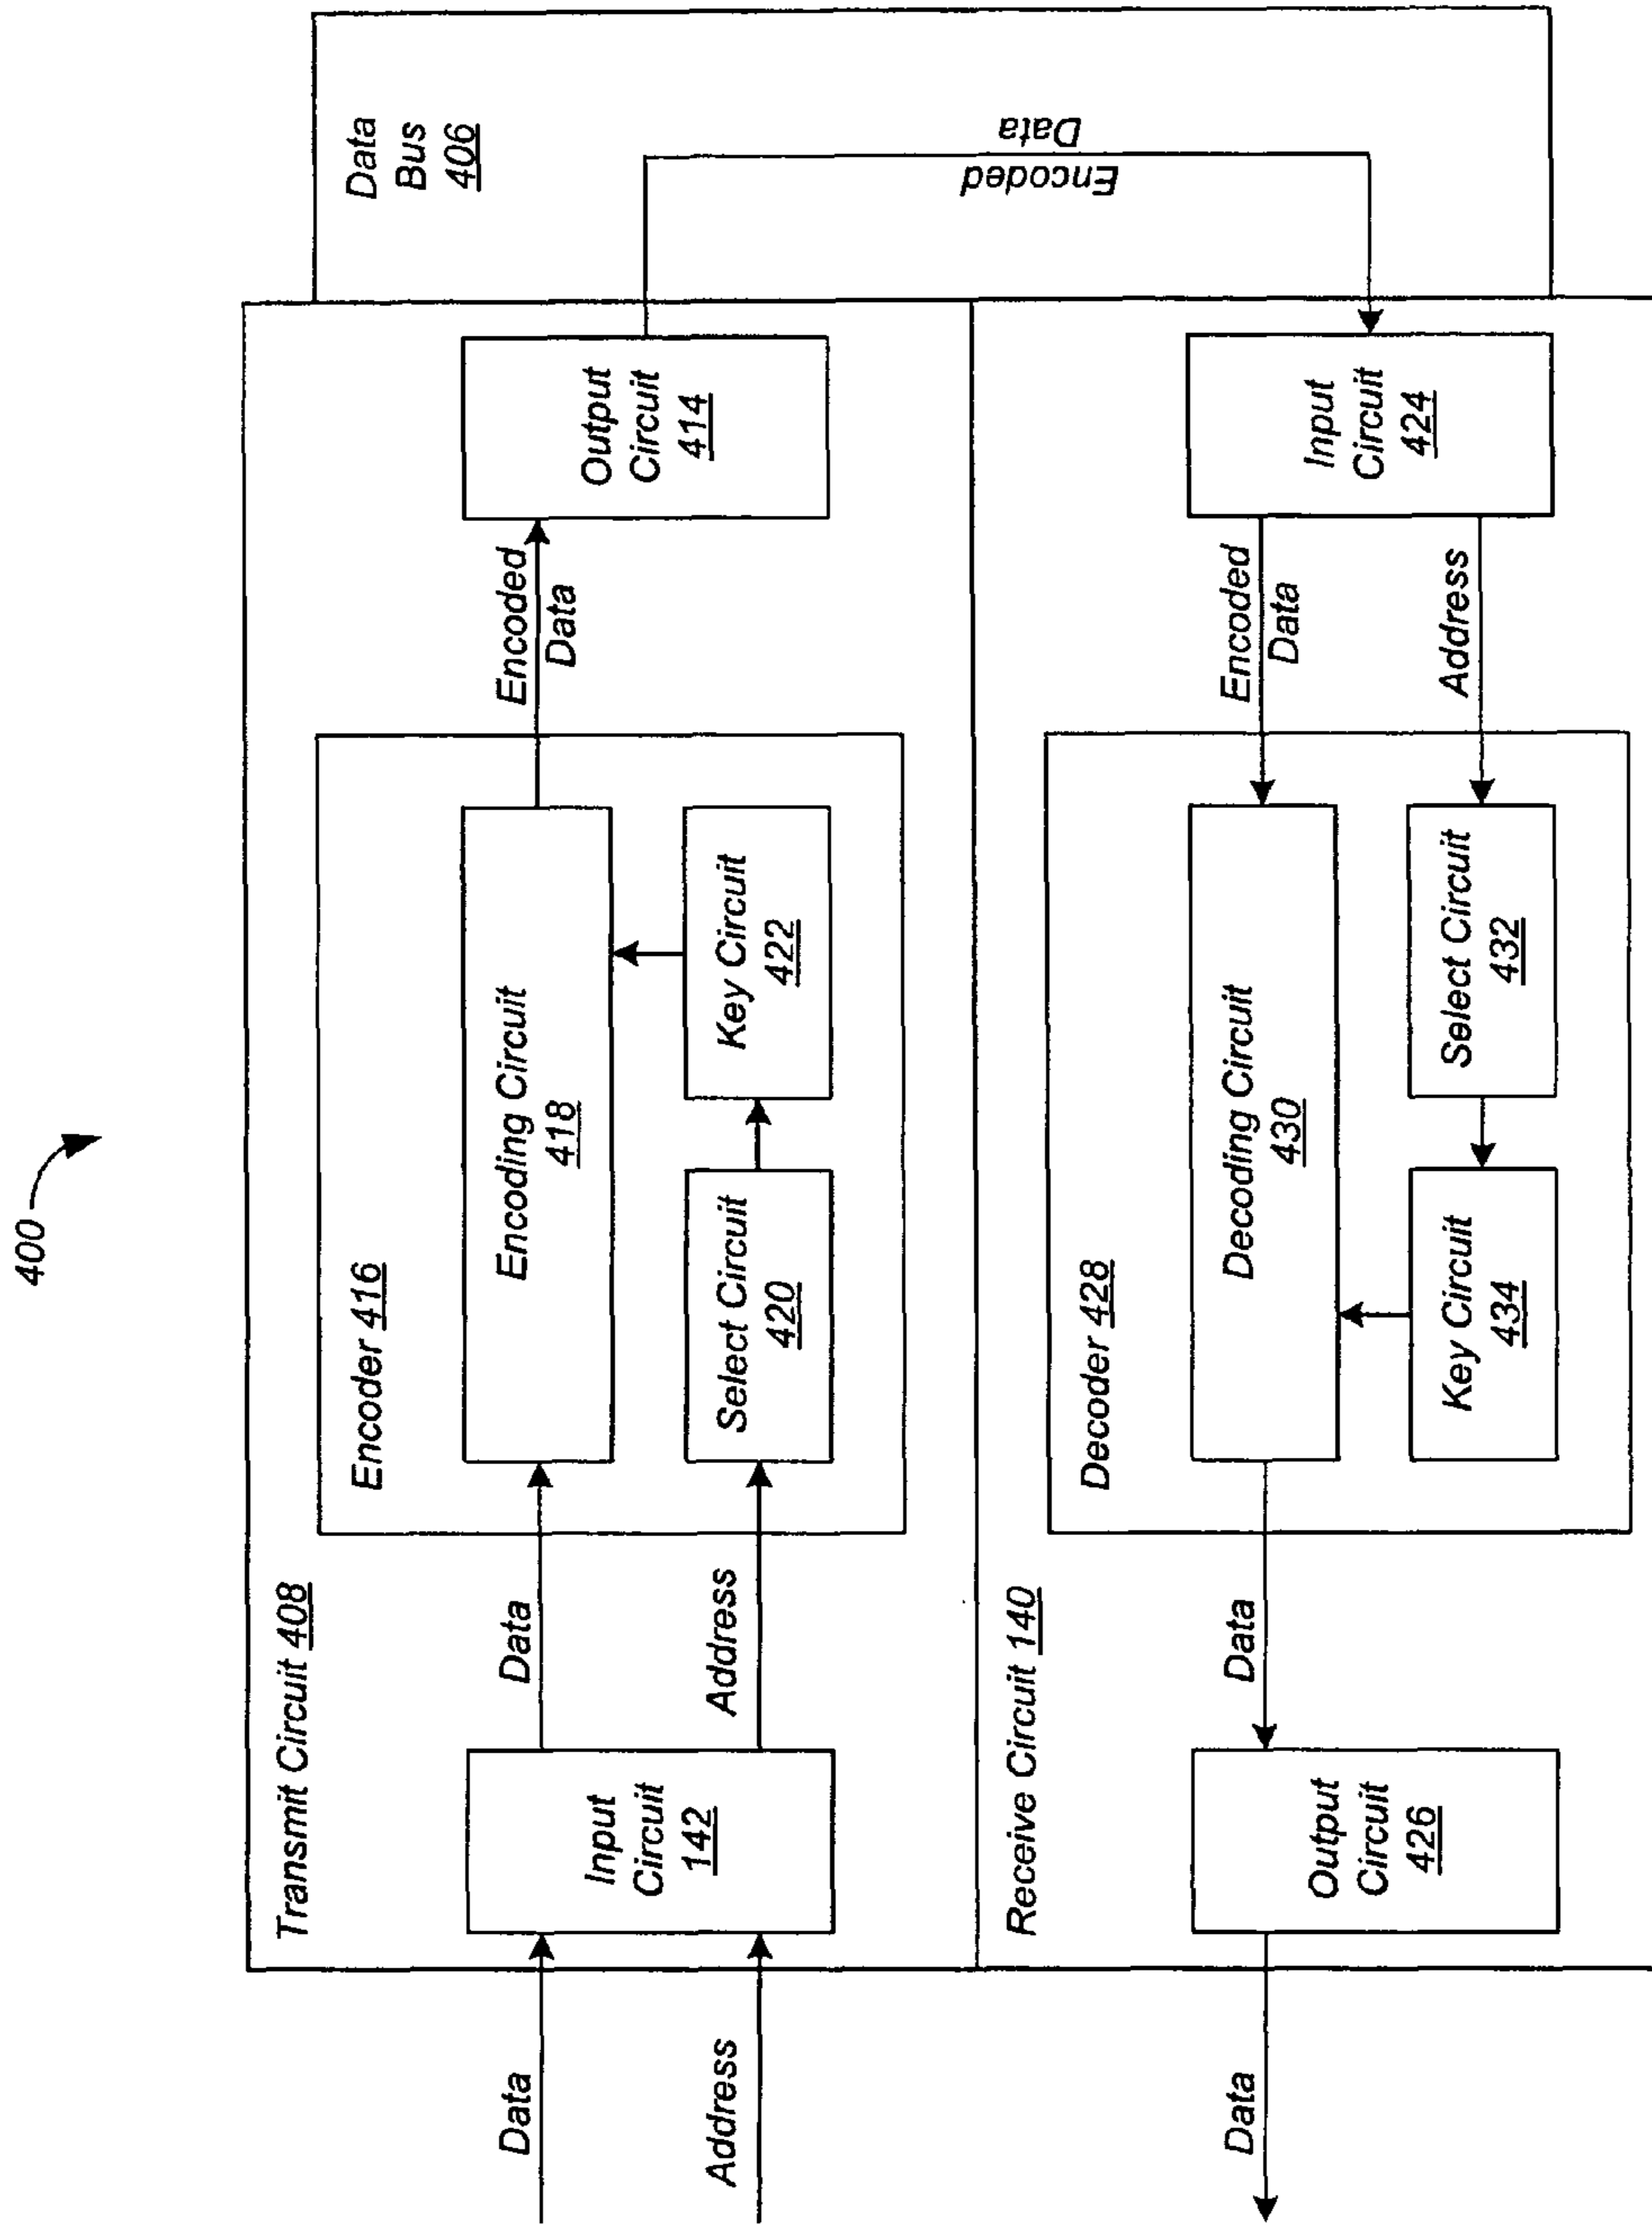 400
Transmit Circuit 408
Data
Address
Input
Circuit
142
Data
Address
Encoder 416
Encoding Circuit
418
Select Circuit
420
Key Circuit
422
Encoded
Data
Output
Circuit
414
Data
Bus
406
Encoded
Data
Receive Circuit 140
Input
Circuit
424
Encoded
Data
Address
Decoder 428
Decoding Circuit
430
Key Circuit
434
Select Circuit
432
Data
Output
Circuit
426
Data